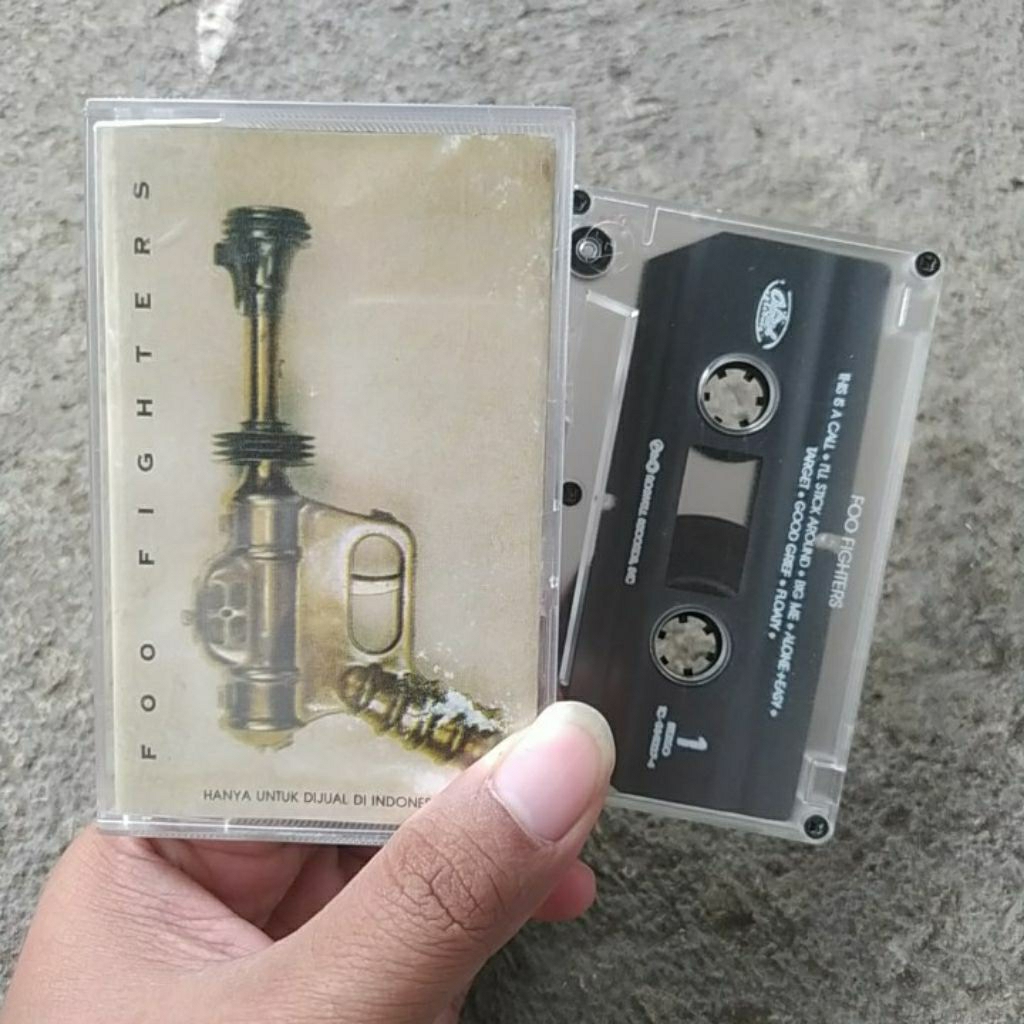 FOO FIGHTERS
HANYA UNTUK DIJUAL DI
FOO FIGHTERS
THIS IS A CALL • I'LL STICK AROUND • BIG ME • ALONE+EASY •
TARGET • GOOD GRIEF • FLOATY •
STEREO
1